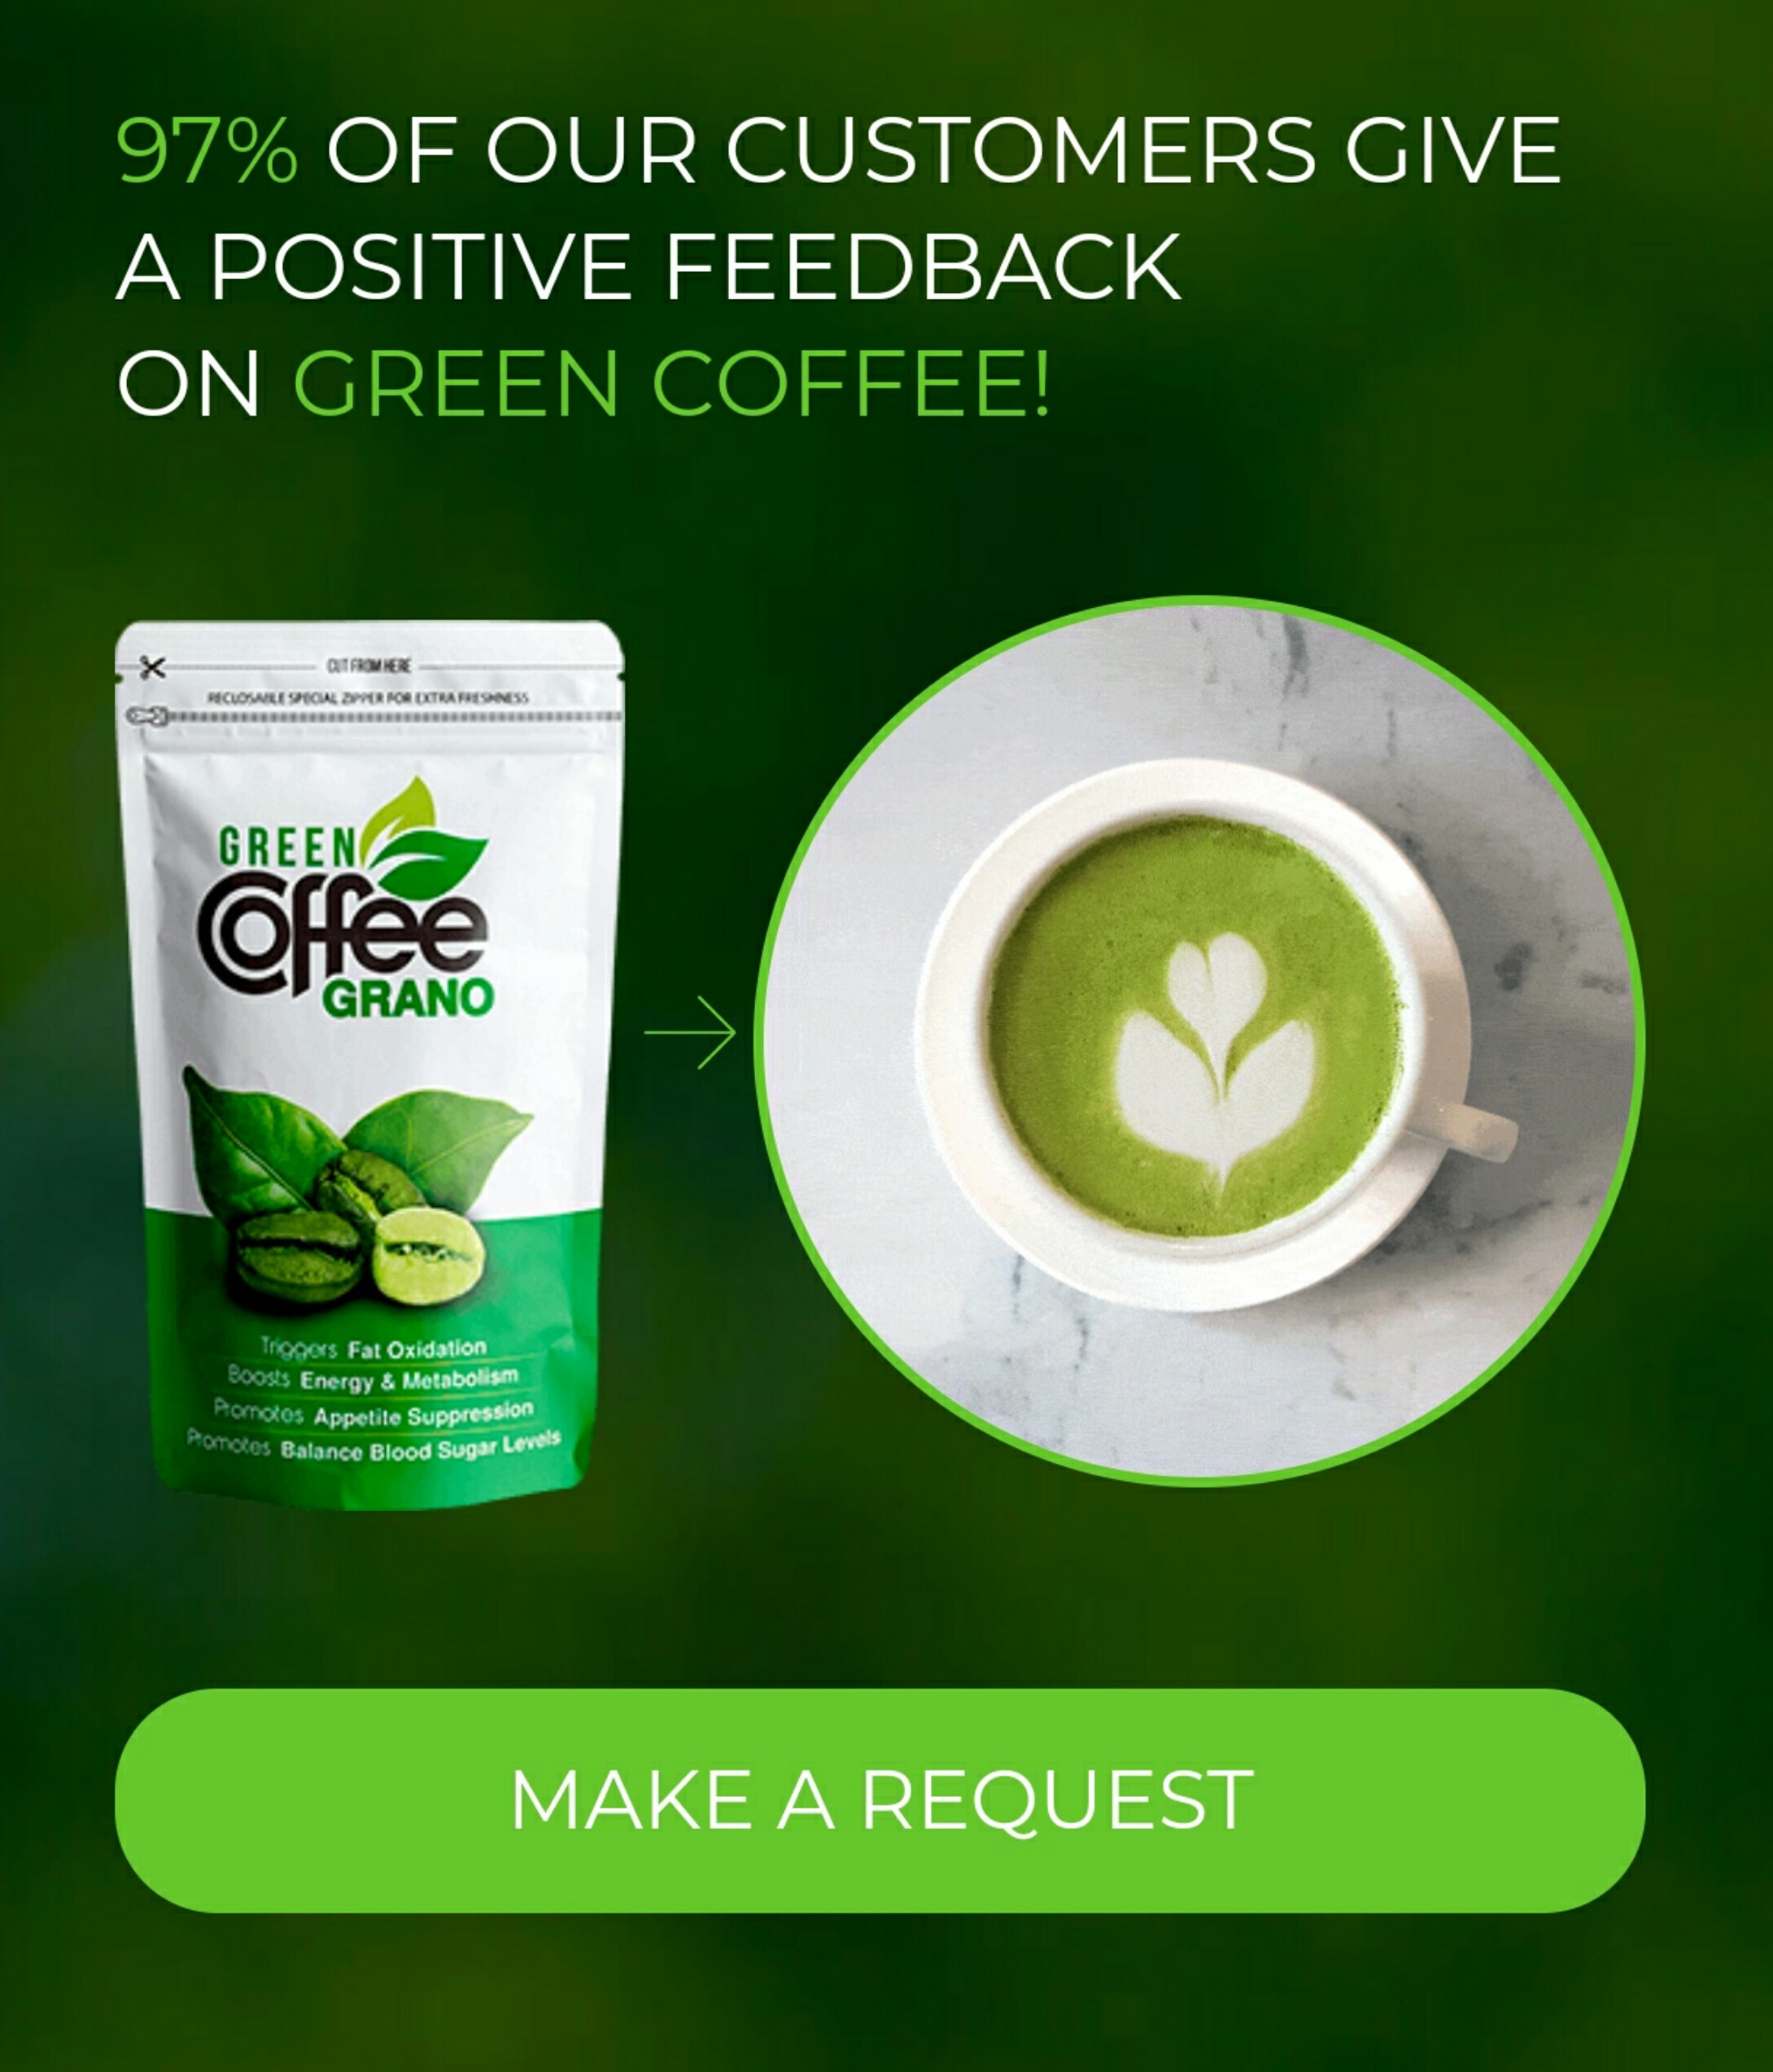 97% OF OUR CUSTOMERS GIVE
A POSITIVE FEEDBACK
ON GREEN COFFEE!
CUT FROM HERE
RECLOSABLE SPECIAL ZIPPER FOR EXTRA FRESHNESS
GREEN
Coffee
GRANO
Triggers Fat Oxidation
Boosts Energy & Metabolism
Promotes Appetite Suppression
Promotes Balance Blood Sugar Levels
MAKE A REQUEST